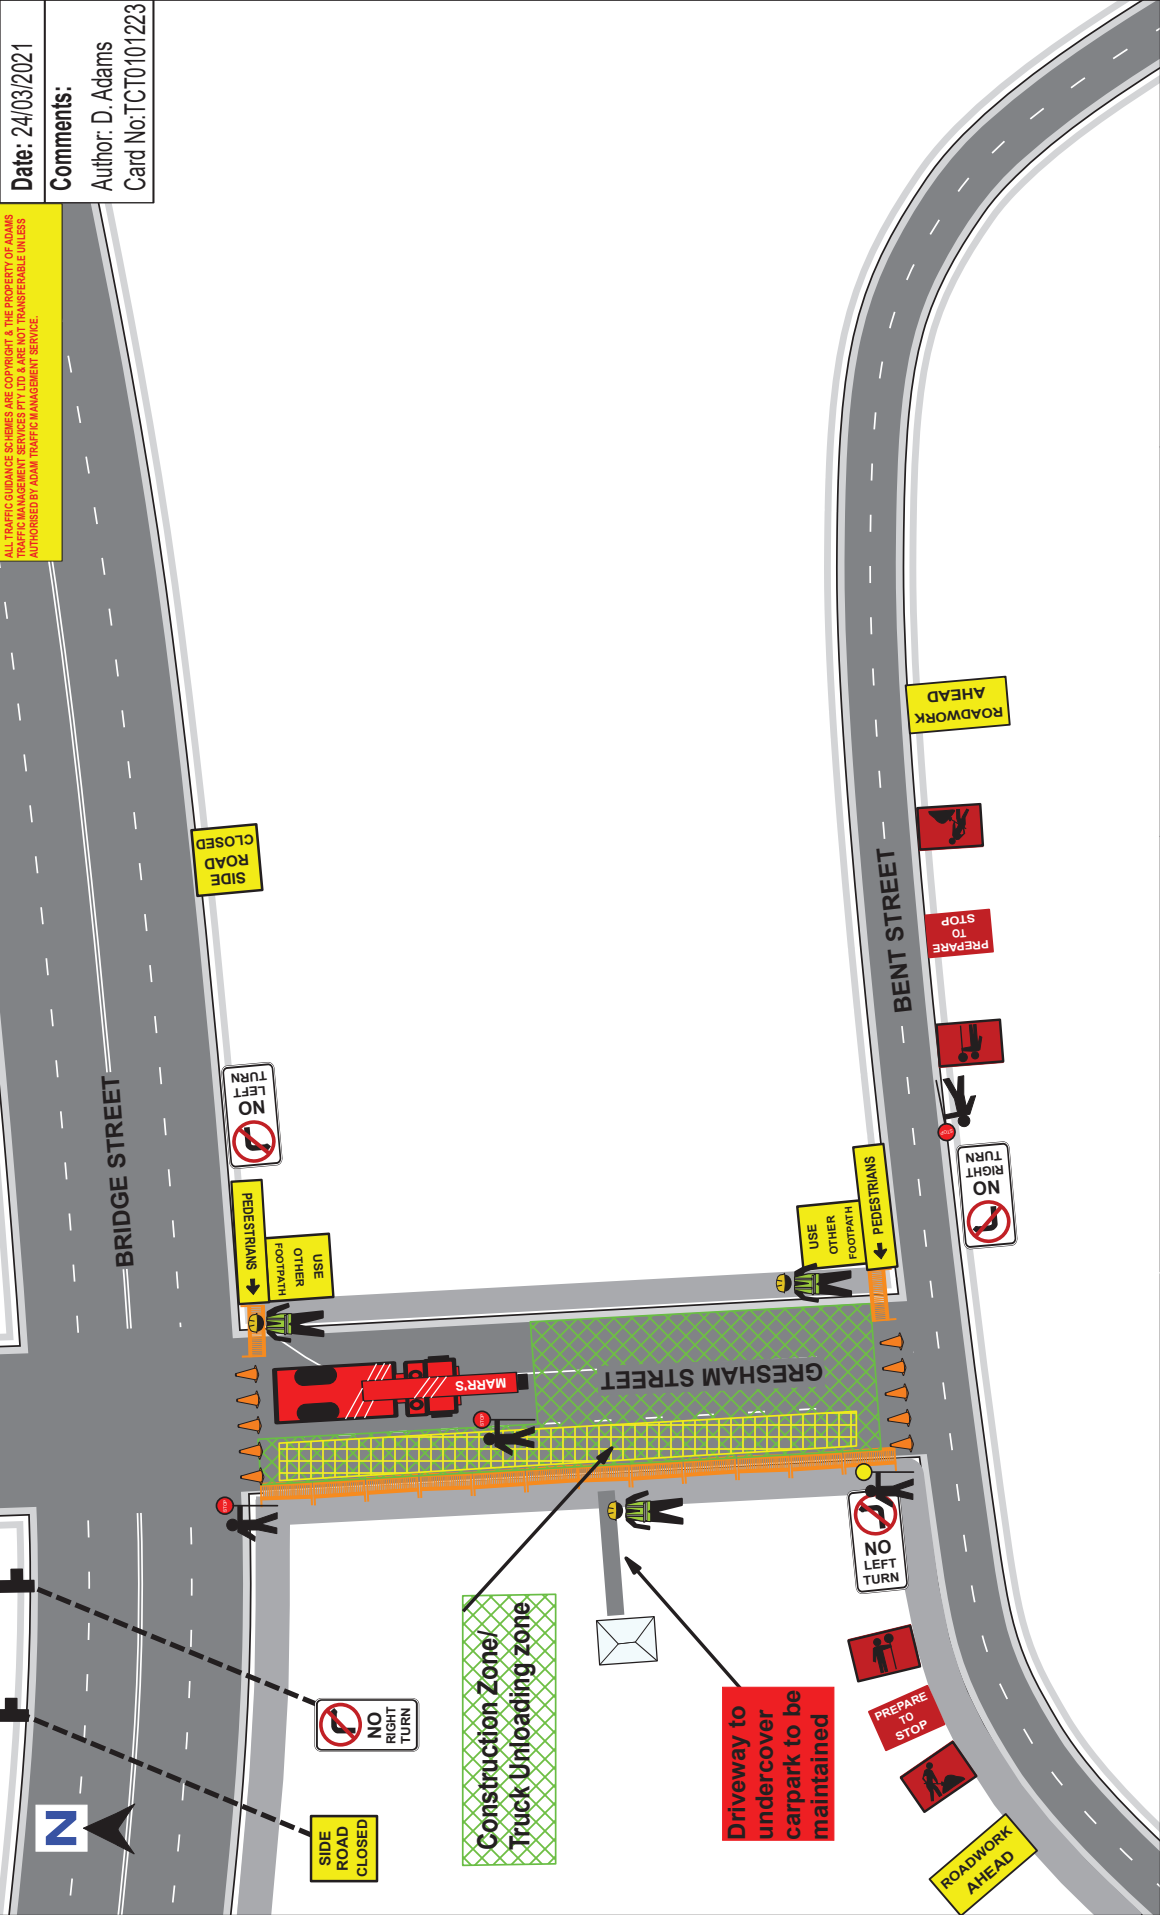 Date: 24/03/2021
Comments:
Author: D. Adams
Card No:TCT0101223
ALL TRAFFIC GUIDANCE SCHEMES ARE COPYRIGHT & THE PROPERTY OF ADAMS
TRAFFIC MANAGEMENT SERVICES PTY LTD & ARE NOT TRANSFERABLE UNLESS
AUTHORISED BY ADAM TRAFFIC MANAGEMENT SERVICE.
N
BRIDGE STREET
SIDE
ROAD
CLOSED
NO
LEFT
TURN
PEDESTRIANS
USE
OTHER
FOOTPATH
STOP
MARR'S
STOP
GRESHAM STREET
USE
OTHER
FOOTPATH
PEDESTRIANS
BENT STREET
ROADWORK
AHEAD
PREPARE
TO
STOP
STOP
NO
RIGHT
TURN
NO
LEFT
TURN
PREPARE
TO
STOP
ROADWORK
AHEAD
NO
RIGHT
TURN
SIDE
ROAD
CLOSED
Construction Zone/
Truck Unloading zone
Driveway to
undercover
carpark to be
maintained